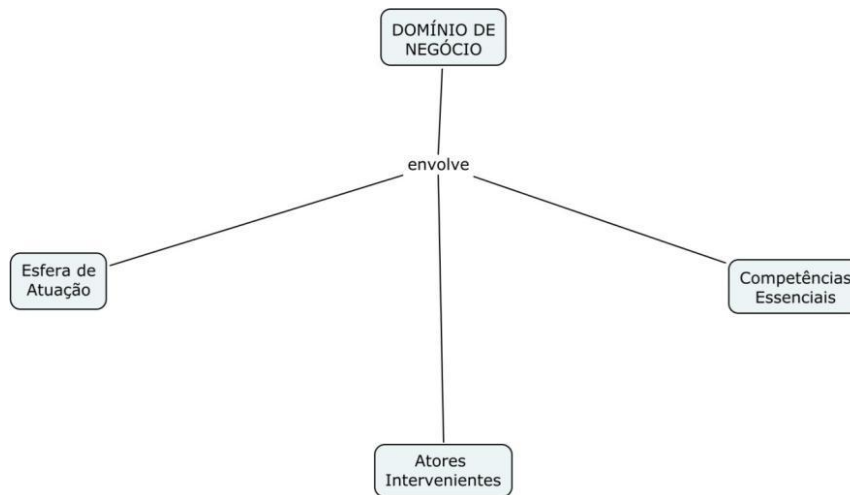 DOMÍNIO DE
NEGÓCIO
envolve
Esfera de
Atuação
Competências
Essenciais
Atores
Intervenientes